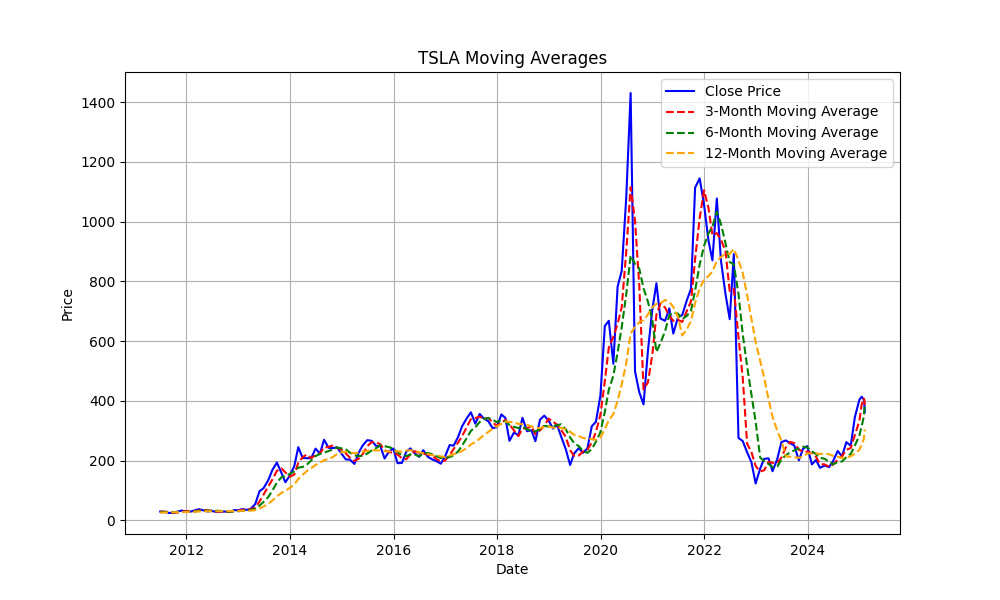 TSLA Moving Averages
Close Price
3-Month Moving Average
6-Month Moving Average
12-Month Moving Average
1400
1200
1000
800
600
400
200
0
Price
2012 2014 2016 2018 2020 2022 2024
Date